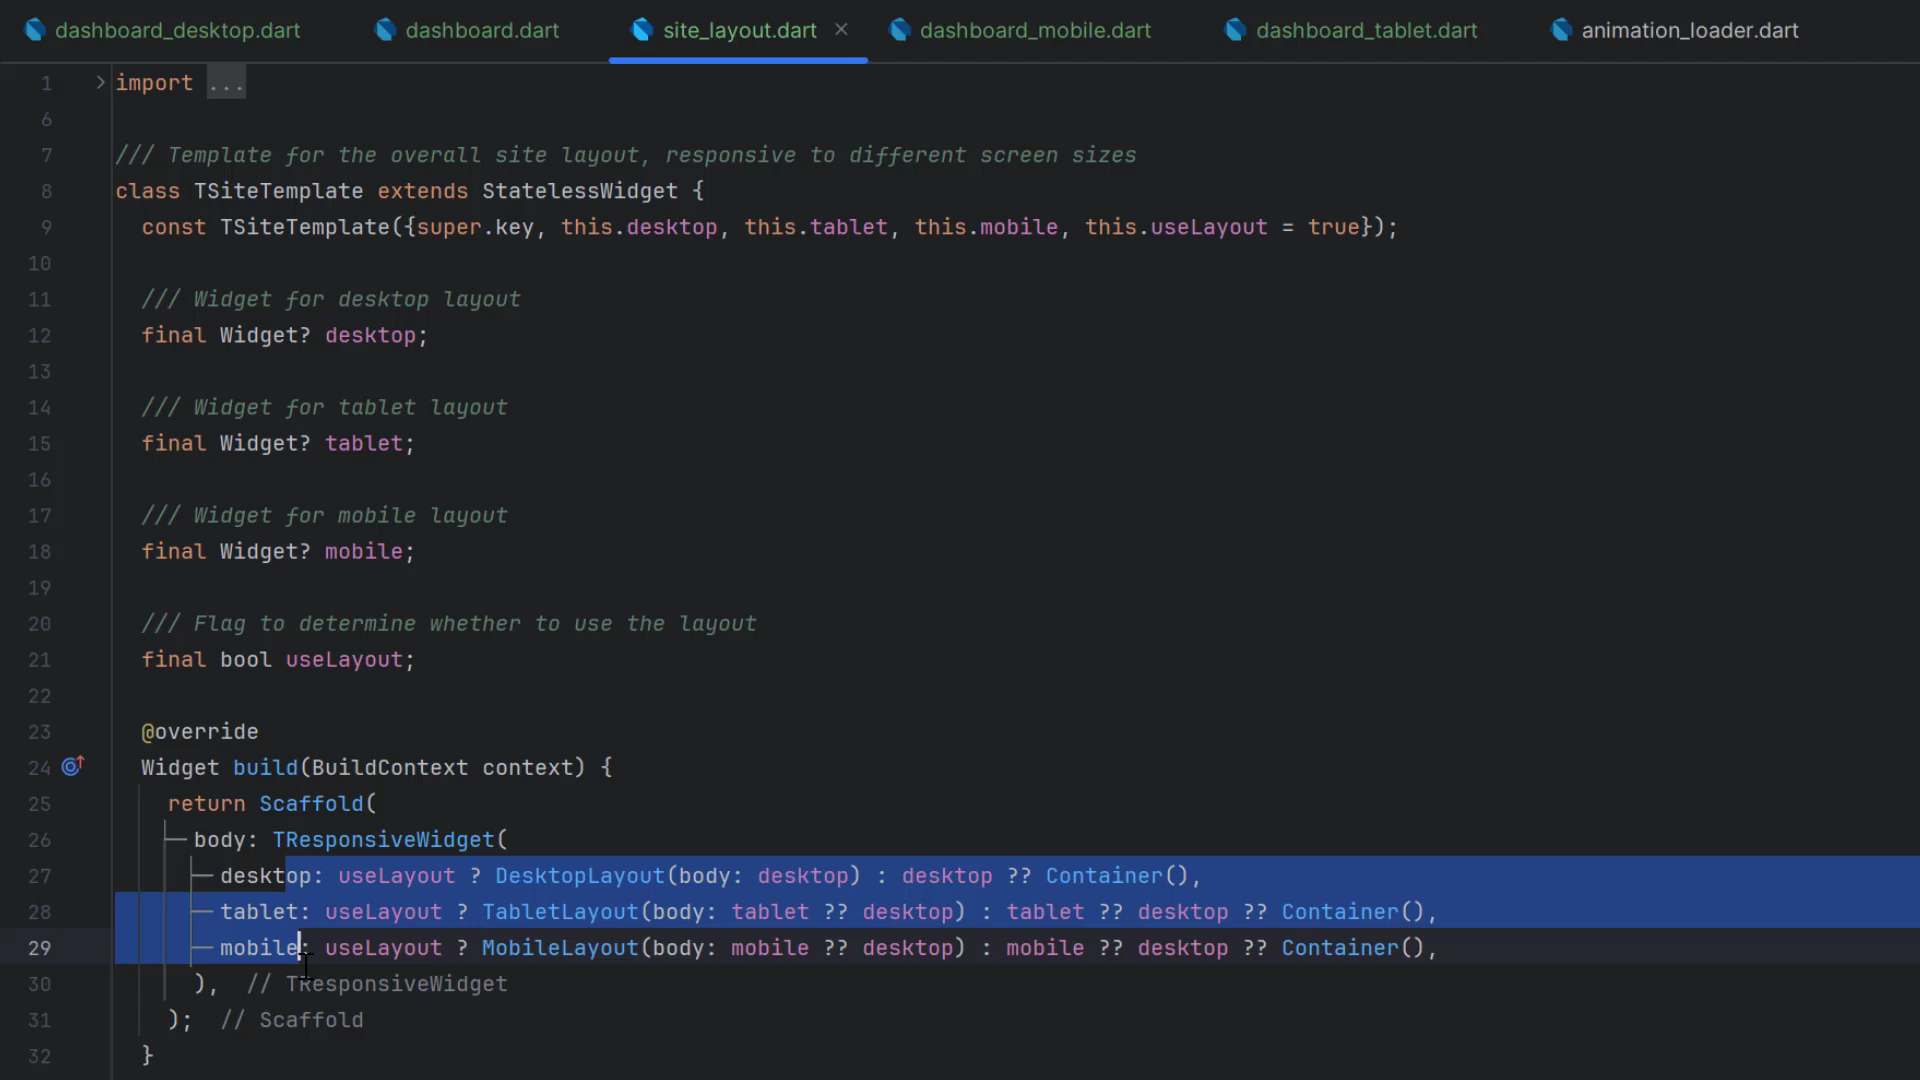 dashboard_desktop.dart dashboard.dart site_layout.dart dashboard_mobile.dart dashboard_tablet.dart animation_loader.dart
1 import ...
6
7 /// Template for the overall site layout, responsive to different screen sizes
8 class TSiteTemplate extends StatelessWidget {
9 const TSiteTemplate({super.key, this.desktop, this.tablet, this.mobile, this.useLayout = true});
10
11 /// Widget for desktop layout
12 final Widget? desktop;
13
14 /// Widget for tablet layout
15 final Widget? tablet;
16
17 /// Widget for mobile layout
18 final Widget? mobile;
19
20 /// Flag to determine whether to use the layout
21 final bool useLayout;
22
23 @override
24 Widget build(BuildContext context) {
25 return Scaffold(
26 body: TResponsiveWidget(
27 desktop: useLayout ? DesktopLayout(body: desktop) : desktop ?? Container(),
28 tablet: useLayout ? TabletLayout(body: tablet ?? desktop) : tablet ?? desktop ?? Container(),
29 mobile: useLayout ? MobileLayout(body: mobile ?? desktop) : mobile ?? desktop ?? Container(),
30 ), // TResponsiveWidget
31 ); // Scaffold
32 }